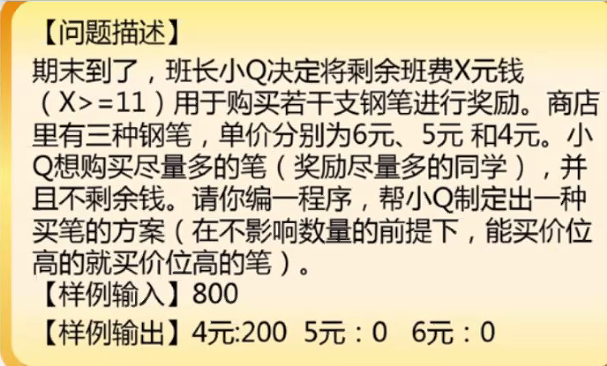 【问题描述】
期末到了，班长小Q决定将剩余班费X元钱
（X>=11）用于购买若干支钢笔进行奖励。商店
里有三种钢笔，单价分别为6元、5元 和4元。小
Q想购买尽量多的笔（奖励尽量多的同学），并
且不剩余钱。请你编一程序，帮小Q制定出一种
买笔的方案（在不影响数量的前提下，能买价位
高的就买价位高的笔）。
【样例输入】800
【样例输出】4元:200 5元：0 6元：0